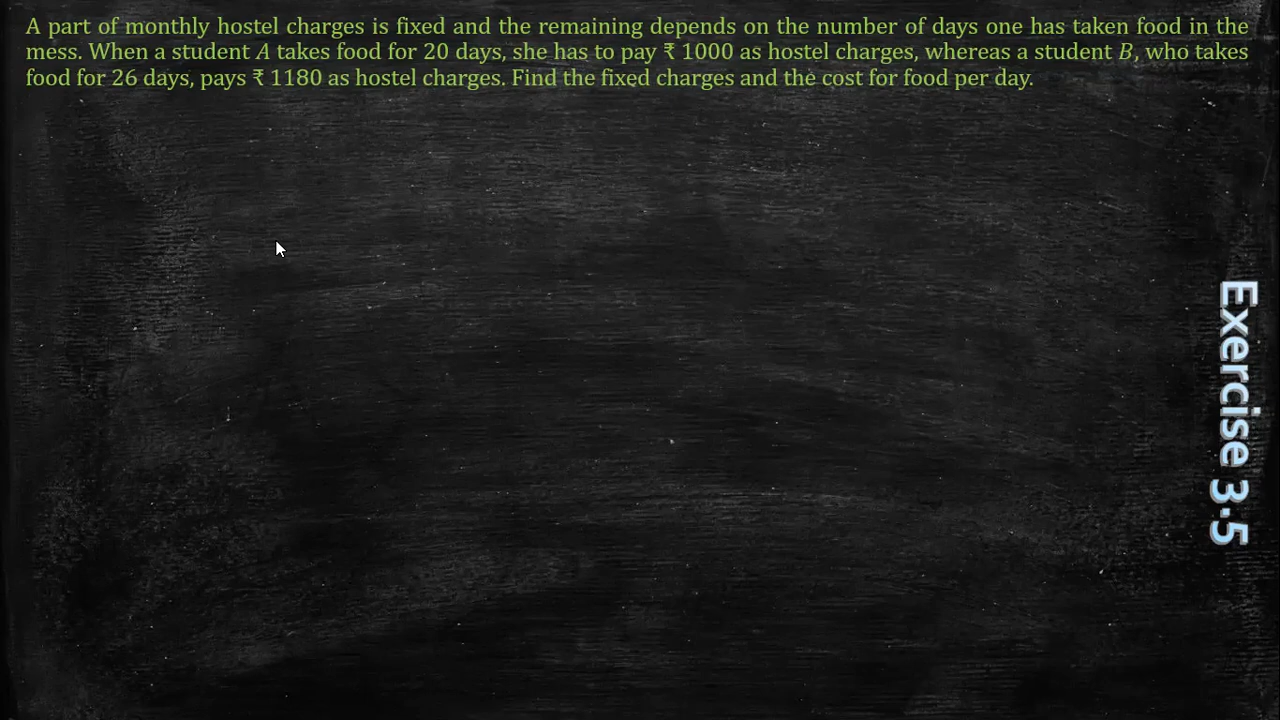 A part of monthly hostel charges is fixed and the remaining depends on the number of days one has taken food in the
mess. When a student A takes food for 20 days, she has to pay ₹ 1000 as hostel charges, whereas a student B, who takes
food for 26 days, pays ₹ 1180 as hostel charges. Find the fixed charges and the cost for food per day.
Exercise 3.5